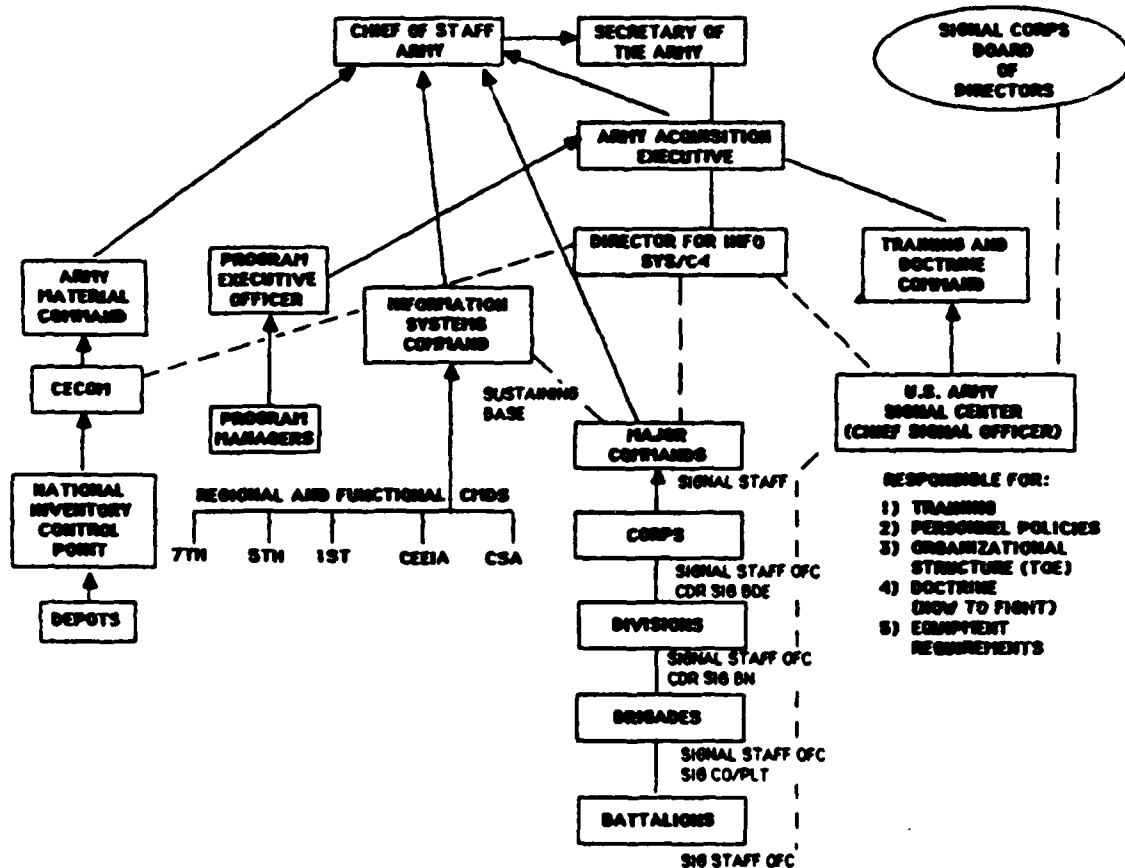 CHIEF OF STAFF
ARMY
SECRETARY OF
THE ARMY
SIGNAL CORPS
BOARD
OF
DIRECTORS
ARMY ACQUISITION
EXECUTIVE
ARMY
MATERIAL
COMMAND
PROGRAM
EXECUTIVE
OFFICER
DIRECTOR FOR INFO
SYS/C4
TRAINING AND
DOCTRINE
COMMAND
INFORMATION
SYSTEMS
COMMAND
CECOM
PROGRAM
MANAGERS
SUSTAINING
BASE
MAJOR
COMMANDS
SIGNAL STAFF
U.S. ARMY
SIGNAL CENTER
(CHIEF SIGNAL OFFICER)
NATIONAL
INVENTORY
CONTROL
POINT
DEPOTS
REGIONAL AND FUNCTIONAL CMDS
7TH 5TH 1ST CEEIA CSA
CORPS
SIGNAL STAFF OFC
CDR SIG BDE
DIVISIONS
SIGNAL STAFF OFC
CDR SIG BN
BRIGADES
SIGNAL STAFF OFC
SIG CO/PLT
BATTALIONS
SIG STAFF OFC
RESPONSIBLE FOR:
1) TRAINING
2) PERSONNEL POLICIES
3) ORGANIZATIONAL
STRUCTURE (TOE)
4) DOCTRINE
(HOW TO FIGHT)
5) EQUIPMENT
REQUIREMENTS